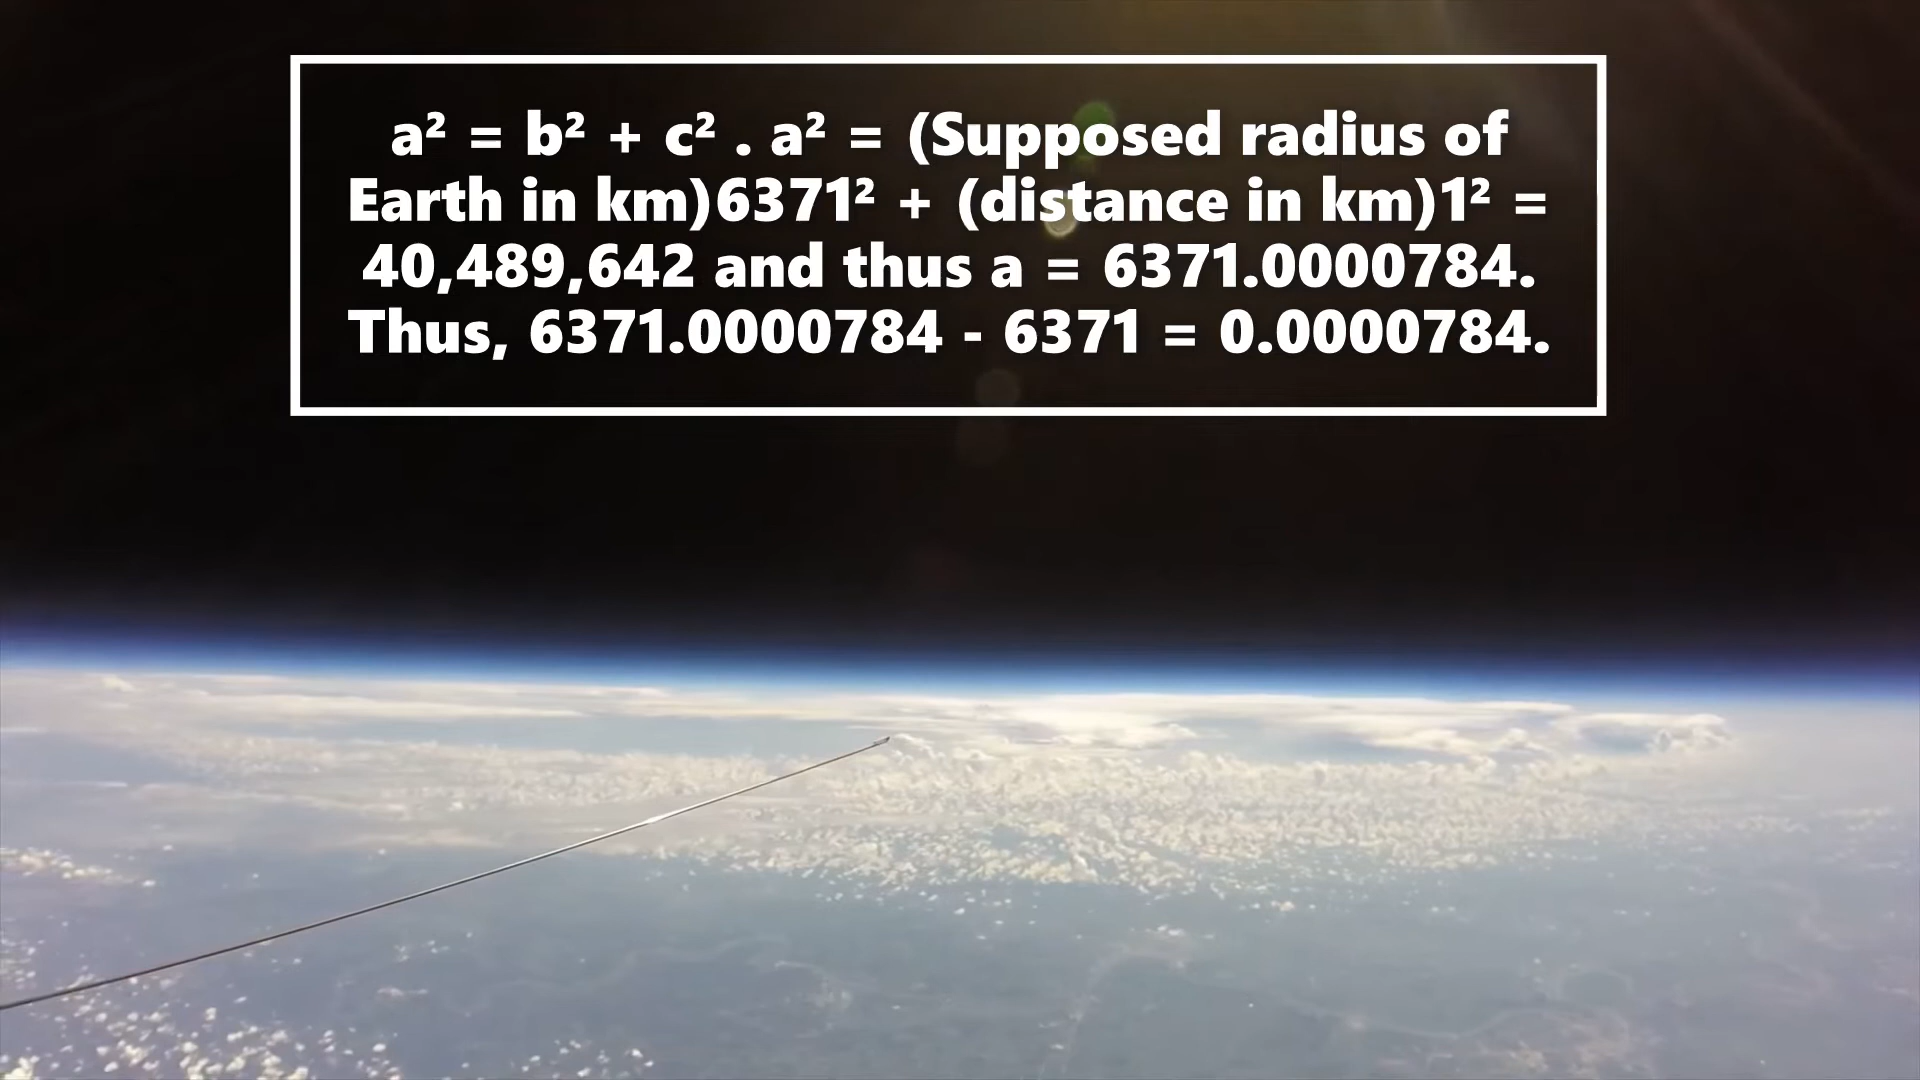 a² = b² + c² . a² = (Supposed radius of
Earth in km)6371² + (distance in km)1² =
40,489,642 and thus a = 6371.0000784.
Thus, 6371.0000784 - 6371 = 0.0000784.